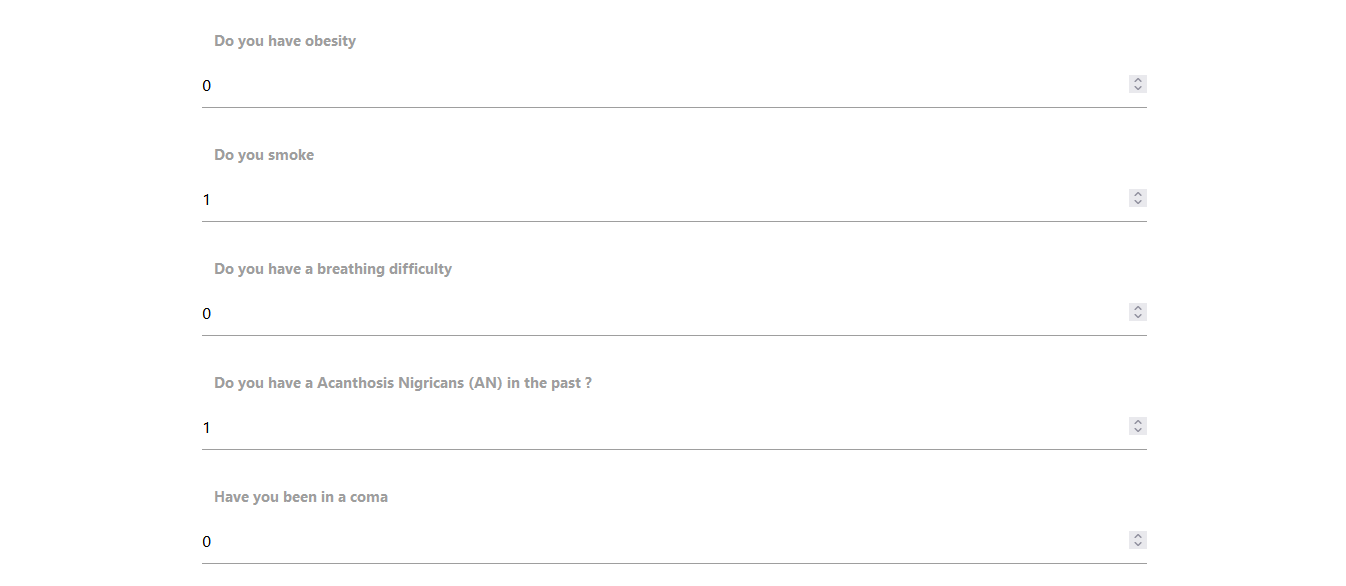 Do you have obesity
0
Do you smoke
1
Do you have a breathing difficulty
0
Do you have a Acanthosis Nigricans (AN) in the past ?
1
Have you been in a coma
0